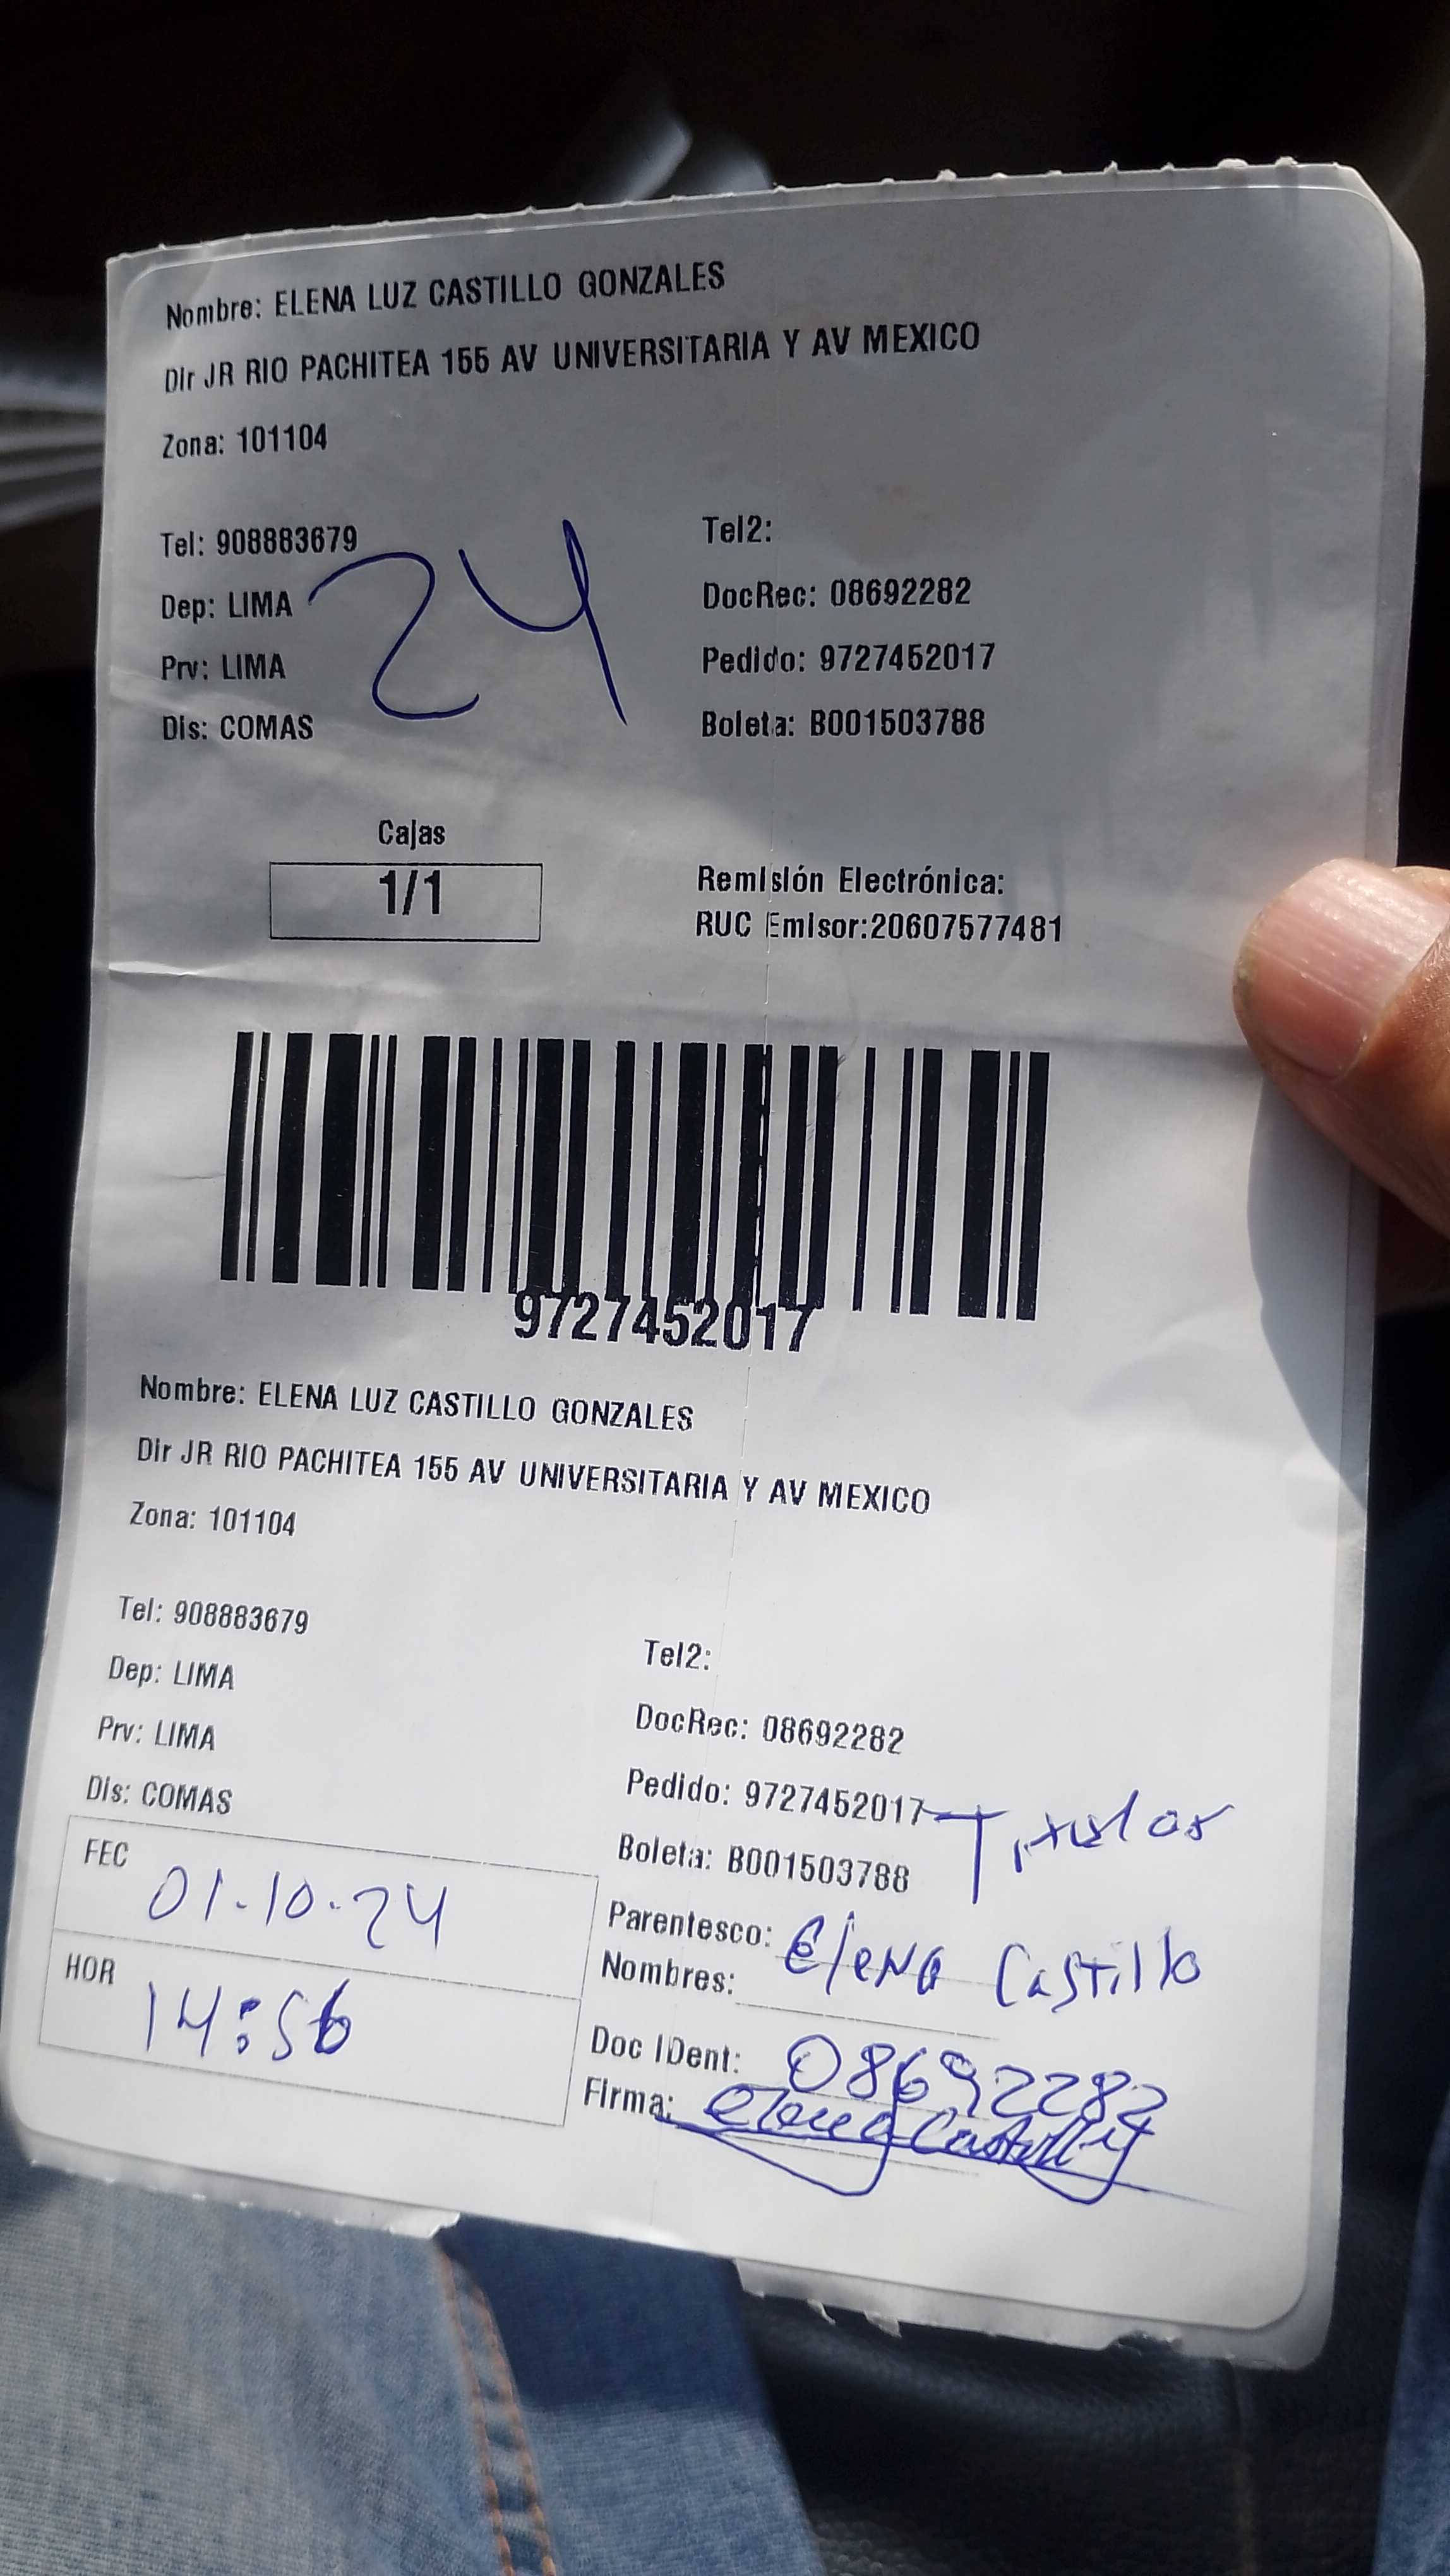 Nombre: ELENA LUZ CASTILLO GONZALES
Dir JR RIO PACHITEA 155 AV UNIVERSITARIA Y AV MEXICO
Zona: 101104
Tel: 908883679
Tel2:
Dep: LIMA
DocRec: 08692282
Prv: LIMA
Pedido: 9727452017
Dis: COMAS
Boleta: B001503788
24
Cajas
1/1
Remisión Electrónica:
RUC Emisor:20607577481
9727452017
Nombre: ELENA LUZ CASTILLO GONZALES
Dir JR RIO PACHITEA 155 AV UNIVERSITARIA Y AV MEXICO
Zona: 101104
Tel: 908883679
Tel2:
Dep: LIMA
DocRec: 08692282
Prv: LIMA
Pedido: 9727452017
Dis: COMAS
Boleta: B001503788
FEC 01-10-24
Parentesco: Elena Castillo
Nombres:
HOR 14:56
Doc IDent: 08692282
Firma: Elena Castillo